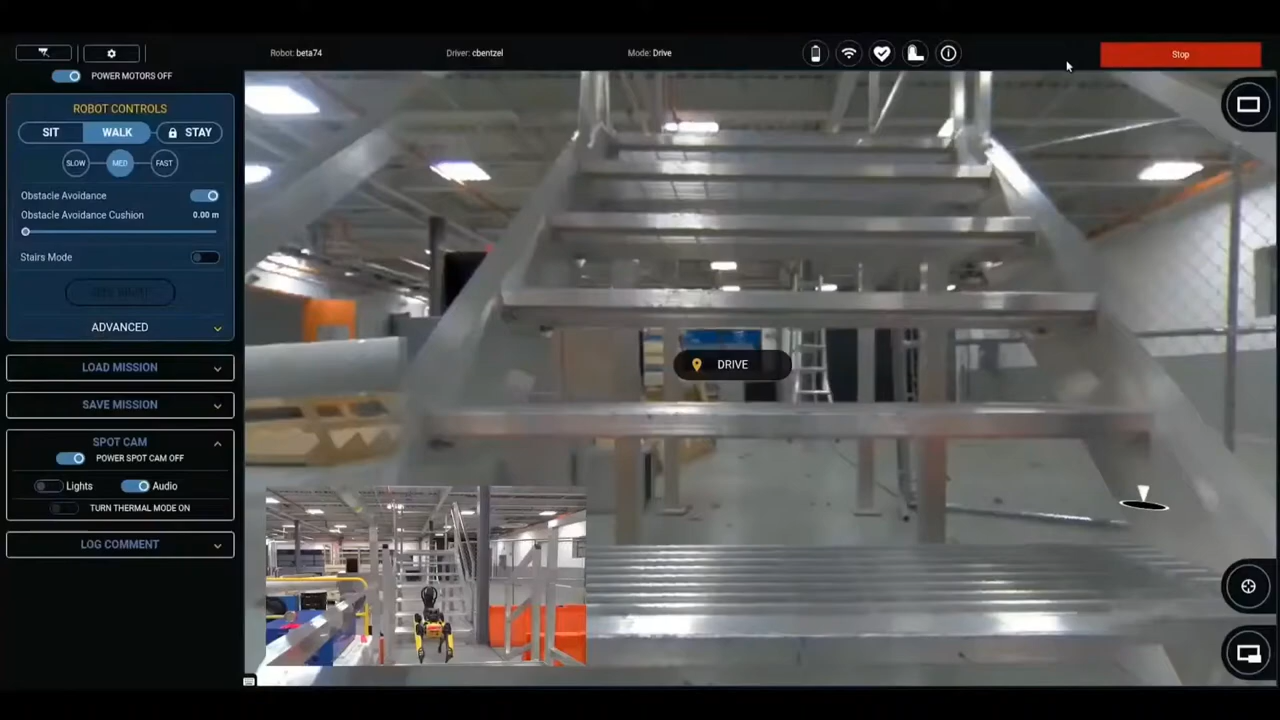 Robot: beta74
Driver: cbentzel
Mode: Drive
Stop
POWER MOTORS OFF
ROBOT CONTROLS
SIT
WALK
STAY
SLOW
MED
FAST
Obstacle Avoidance
Obstacle Avoidance Cushion
0.00 m
Stairs Mode
ADVANCED
LOAD MISSION
SAVE MISSION
SPOT CAM
POWER SPOT CAM OFF
Lights
Audio
TURN THERMAL MODE ON
LOG COMMENT
DRIVE